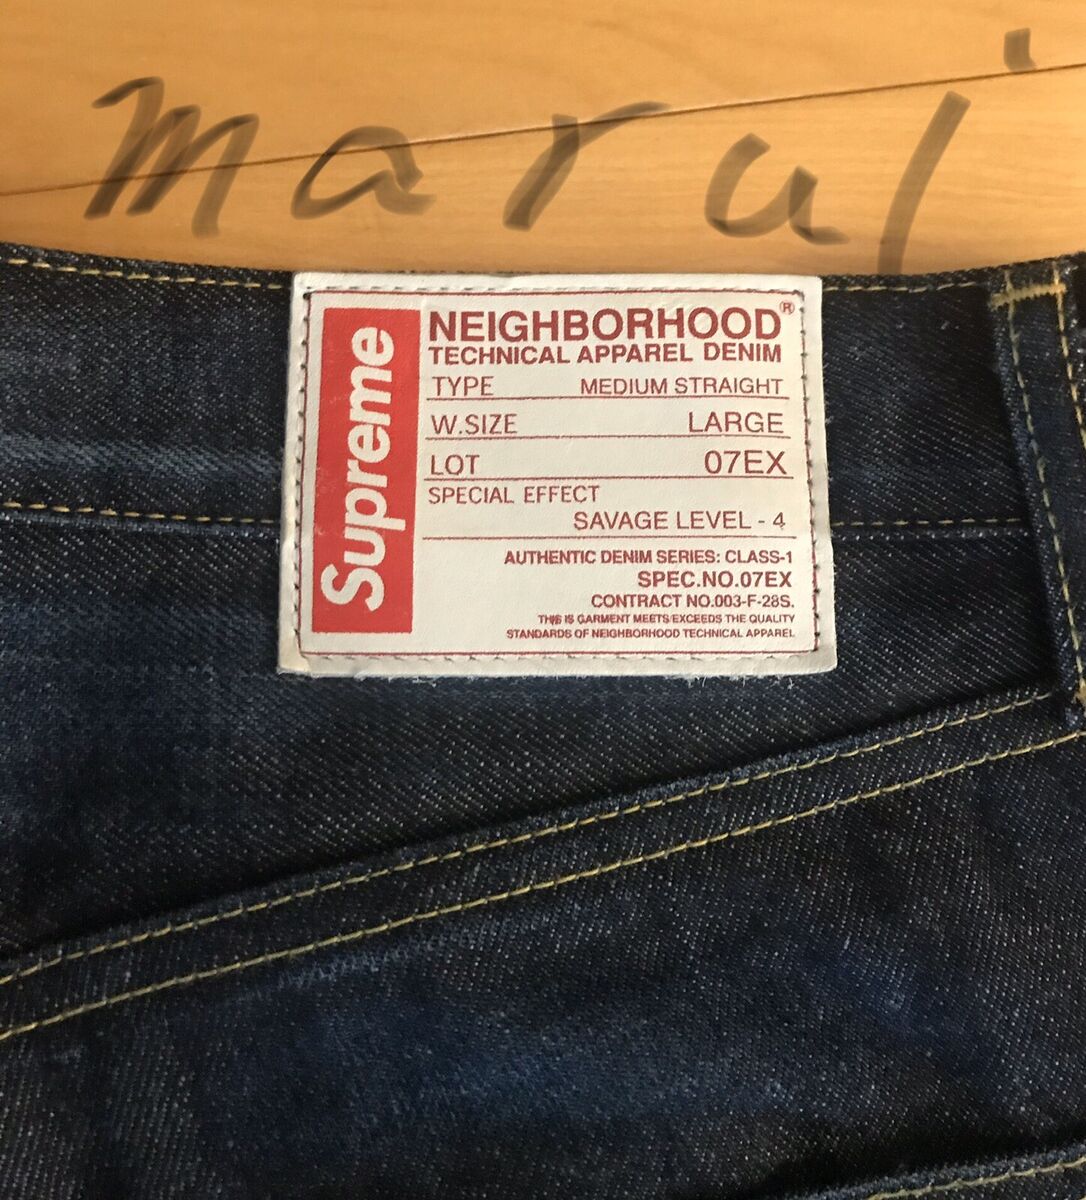 maruj
Supreme
NEIGHBORHOOD®
TECHNICAL APPAREL DENIM
TYPE MEDIUM STRAIGHT
W.SIZE LARGE
LOT 07EX
SPECIAL EFFECT
SAVAGE LEVEL - 4
AUTHENTIC DENIM SERIES: CLASS-1
SPEC.NO.07EX
CONTRACT NO.003-F-28S.
THIS IS GARMENT MEETS/EXCEEDS THE QUALITY
STANDARDS OF NEIGHBORHOOD TECHNICAL APPAREL